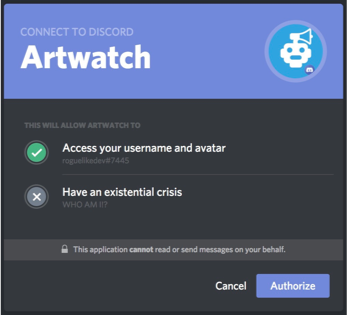 CONNECT TO DISCORD
Artwatch
THIS WILL ALLOW ARTWATCH TO
Access your username and avatar
roguelikedev#7445
Have an existential crisis
WHO AM I!?
This application cannot read or send messages on your behalf.
Cancel
Authorize